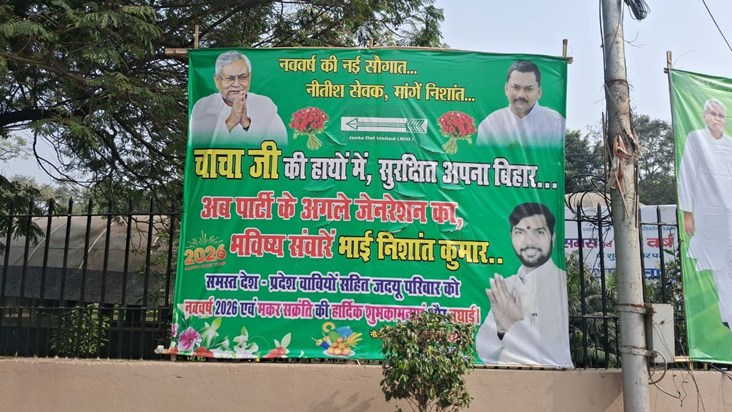 नववर्ष की नई सौगात...
नीतीश सेवक, मांगें निशांत...
Janta Dal United (JDU)
चाचा जी की हाथों में, सुरक्षित अपना बिहार...
अब पार्टी के अगले जेनरेशन का,
भविष्य संवारें भाई निशांत कुमार..
2026
समस्त देश - प्रदेश वाशियों सहित जदयू परिवार को
नववर्ष 2026 एवं मकर सक्रंति की हार्दिक शुभकामनाएं और बधाई।